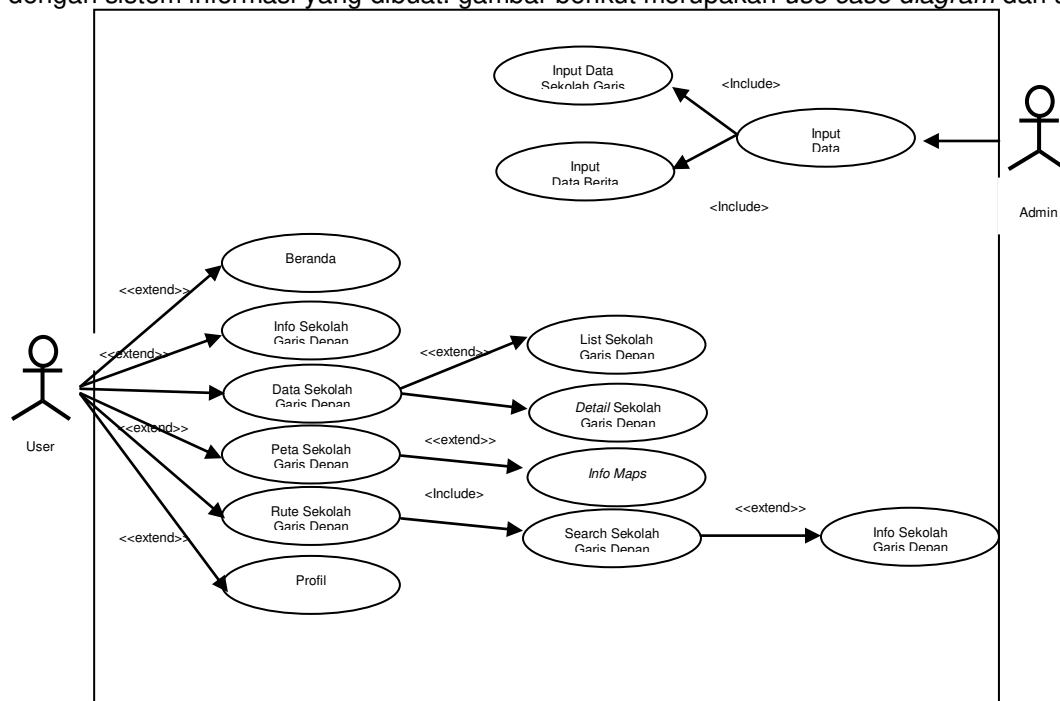 dengan sistem informasi yang dibuat. gambar berikut merupakan use case diagram dari
Input Data
Sekolah Garis
<Include>
Input
Data
Input
Data Berita
<Include>
Admin
Beranda
<<extend>>
Info Sekolah
Garis Depan
<<extend>>
List Sekolah
Garis Depan
<<extend>>
Data Sekolah
Garis Depan
Detail Sekolah
Garis Depan
User
<<extend>>
Peta Sekolah
Garis Depan
<<extend>>
Info Maps
<Include>
Rute Sekolah
Garis Depan
Search Sekolah
Garis Depan
<<extend>>
Info Sekolah
Garis Depan
<<extend>>
Profil